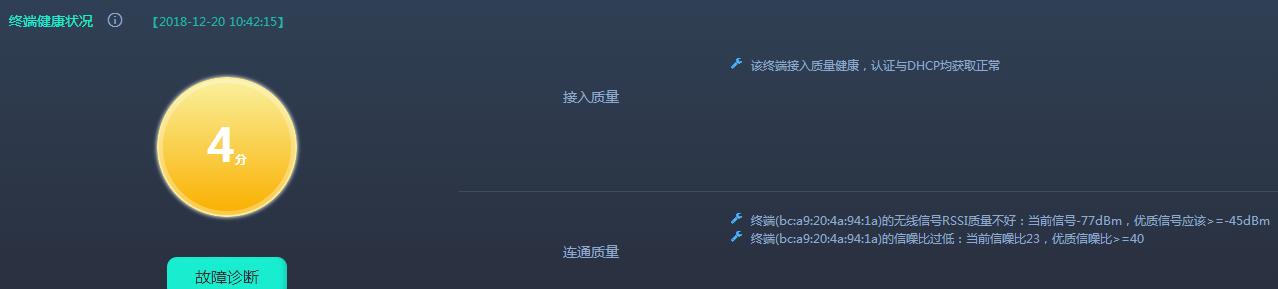 终端健康状况
【2018-12-20 10:42:15】
4分
故障诊断
接入质量
该终端接入质量健康，认证与DHCP均获取正常
连通质量
终端(bc:a9:20:4a:94:1a)的无线信号RSSI质量不好：当前信号-77dBm，优质信号应该>=-45dBm
终端(bc:a9:20:4a:94:1a)的信噪比过低：当前信噪比23，优质信噪比>=40